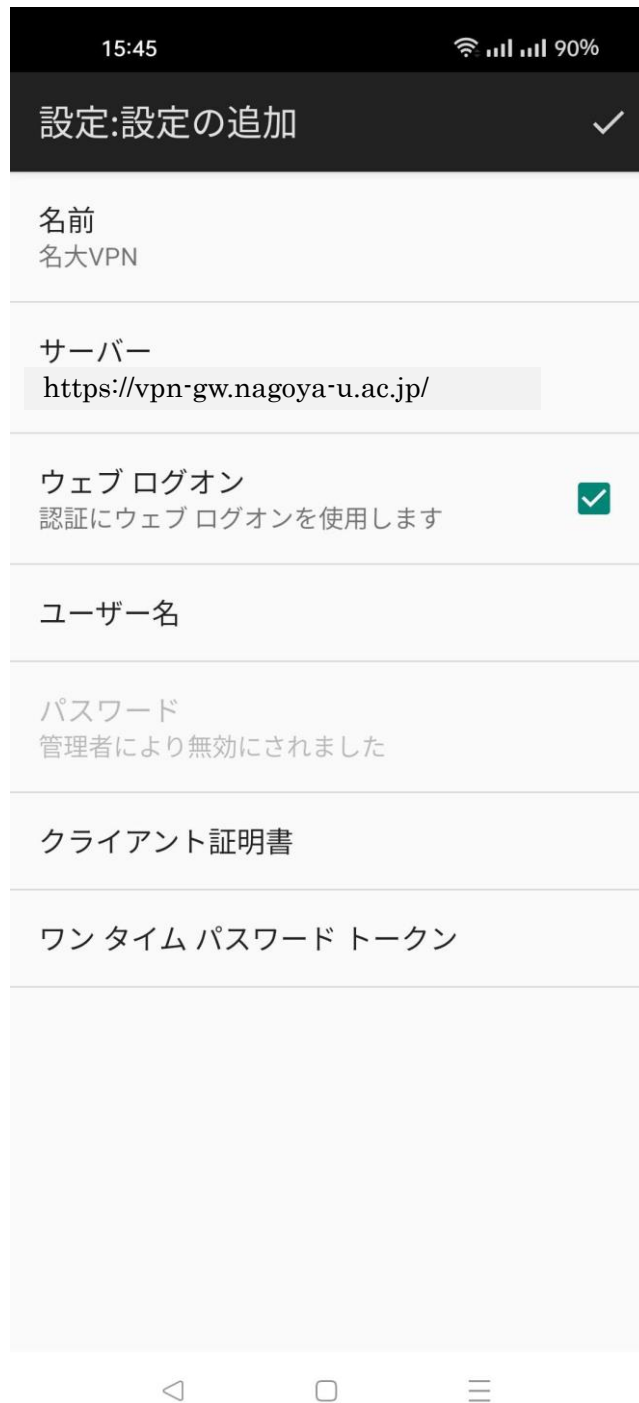 15:45
90%
設定:設定の追加
名前
名大VPN
サーバー
https://vpn-gw.nagoya-u.ac.jp/
ウェブ ログオン
認証にウェブ ログオンを使用します
ユーザー名
パスワード
管理者により無効にされました
クライアント証明書
ワン タイム パスワード トークン